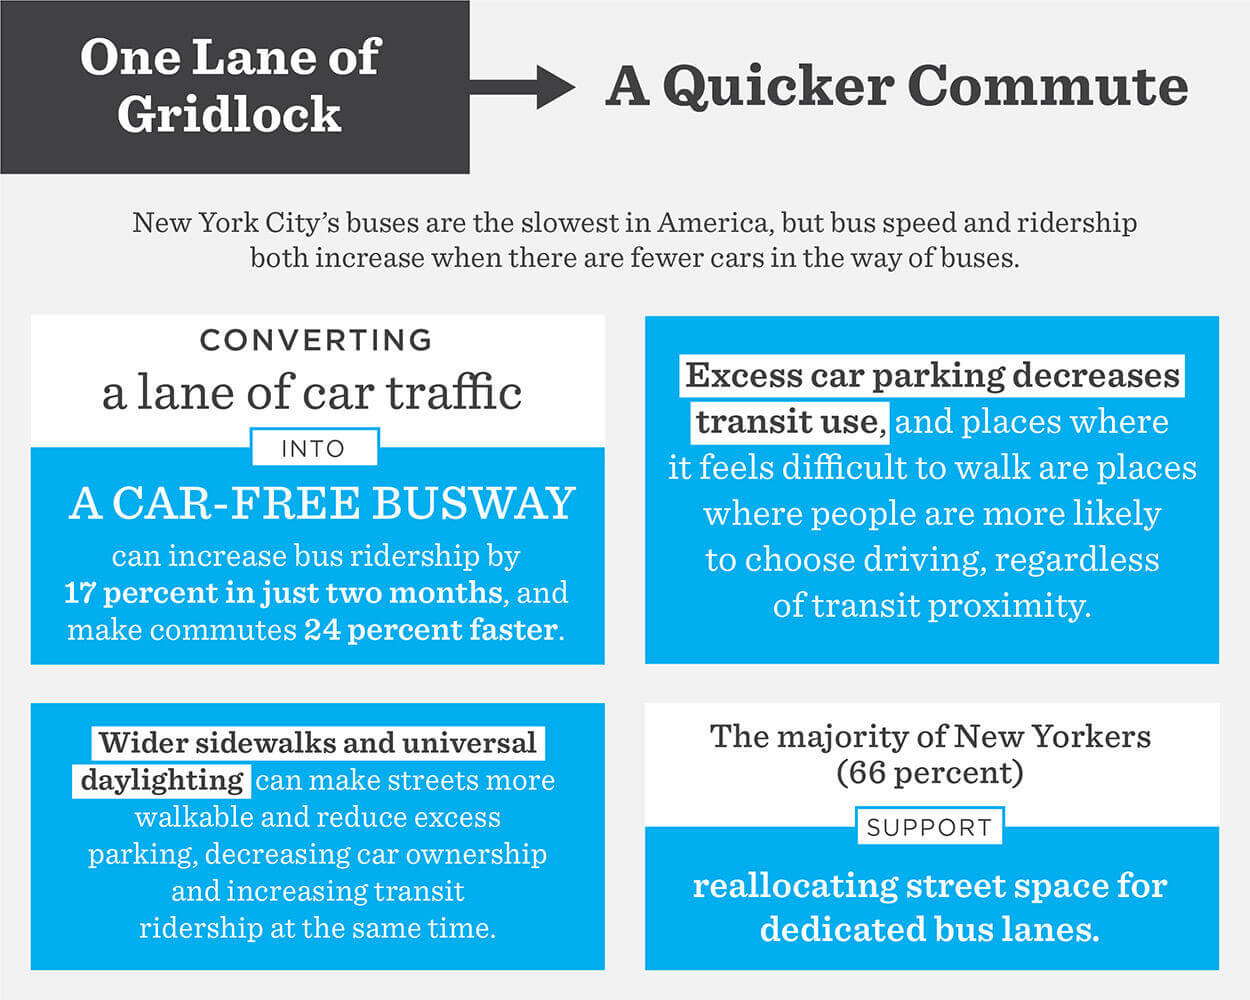 One Lane of
Gridlock
A Quicker Commute
New York City’s buses are the slowest in America, but bus speed and ridership
both increase when there are fewer cars in the way of buses.
CONVERTING
a lane of car traffic
INTO
A CAR-FREE BUSWAY
can increase bus ridership by
17 percent in just two months, and
make commutes 24 percent faster.
Excess car parking decreases
transit use, and places where
it feels difficult to walk are places
where people are more likely
to choose driving, regardless
of transit proximity.
Wider sidewalks and universal
daylighting can make streets more
walkable and reduce excess
parking, decreasing car ownership
and increasing transit
ridership at the same time.
The majority of New Yorkers
(66 percent)
SUPPORT
reallocating street space for
dedicated bus lanes.